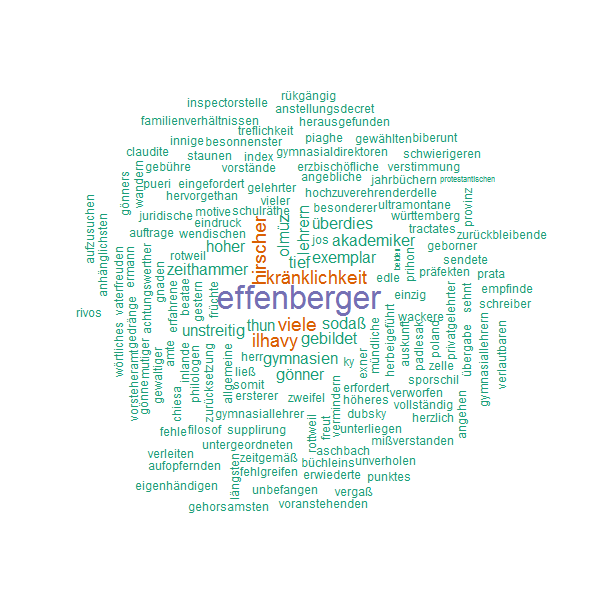 rükgängig
inspectorstelle
anstellungsdecret
familienverhältnissen
herausgefunden
treflichkeit
innige
besonnenster
piaghe
gewählten
biberunt
wendischen
claudite
staunen
index
gymnasialdirektoren
schwierigeren
gebühre
vorstände
erzbischöfliche
verstimmung
angebliche
jahrbüchern
protestantischen
pueri
eingefordert
gelehrter
hochzuverehrender
delle
wandern
hervorgethan
vieler
ultramontane
gönners
provinz
motive
schulräthe
besonderer
württemberg
juridische
eindruck
lehrern
überdies
tractates
auftrage
olmüz
jos
akademiker
zurückbleibende
aufzusuchen
anhänglichsten
hoher
hirscher
geborner
rotweil
tief
exemplar
beiden
prihon
sendete
vaterfreuden
ermann
achtungswerther
gnaden
zeithammer
kränklichkeit
edle
präfekten
prata
erfahrene
beatae
gestern
früchte
effenberger
einzig
privatgelehrter
sehnt
empfinde
schreiber
rivos
unstreitig
thun
viele
sodaß
herbeigeführt
wackere
ilhavy
gebildet
mündliche
auskunft
padlesak
poland
übergabe
gymnasiallehrern
verlautbaren
wörtliches
gedränge
mutiger
gewaltiger
amte
inlande
philologen
zurücksetzung
allgemeine
herr
gymnasien
ky
exner
zelle
ließ
gönner
sporschil
vorsteheramt
gönne
chiesa
somit
ersterer
zweifel
erfordert
höheres
verworfen
angehen
gymnasiallehrer
vermindern
dubsky
vollständig
herzlich
fehle
filosof
supplirung
rottweil
freut
unterliegen
untergeordneten
mißverstanden
verleiten
zeitgemäß
aschbach
aufopfernden
längsten
fehlgreifen
büchleins
unverholen
erwiederte
punktes
eigenhändigen
unbefangen
vergaß
gehorsamsten
voranstehenden